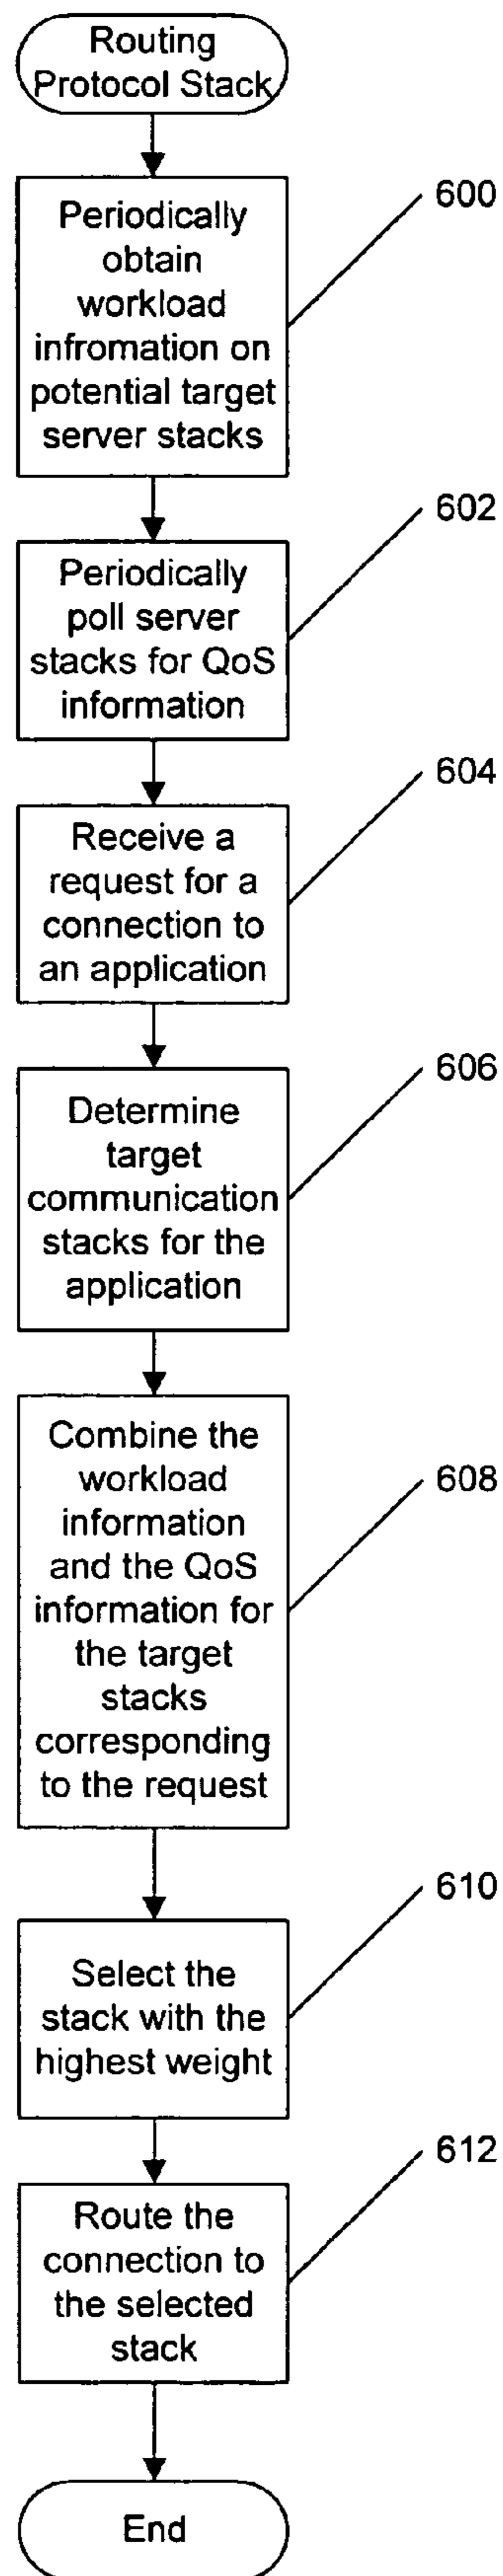 Routing
Protocol Stack
600
Periodically
obtain
workload
infromation on
potential target
server stacks
602
Periodically
poll server
stacks for QoS
information
604
Receive a
request for a
connection to
an application
606
Determine
target
communication
stacks for the
application
608
Combine the
workload
information
and the QoS
information for
the target
stacks
corresponding
to the request
610
Select the
stack with the
highest weight
612
Route the
connection to
the selected
stack
End